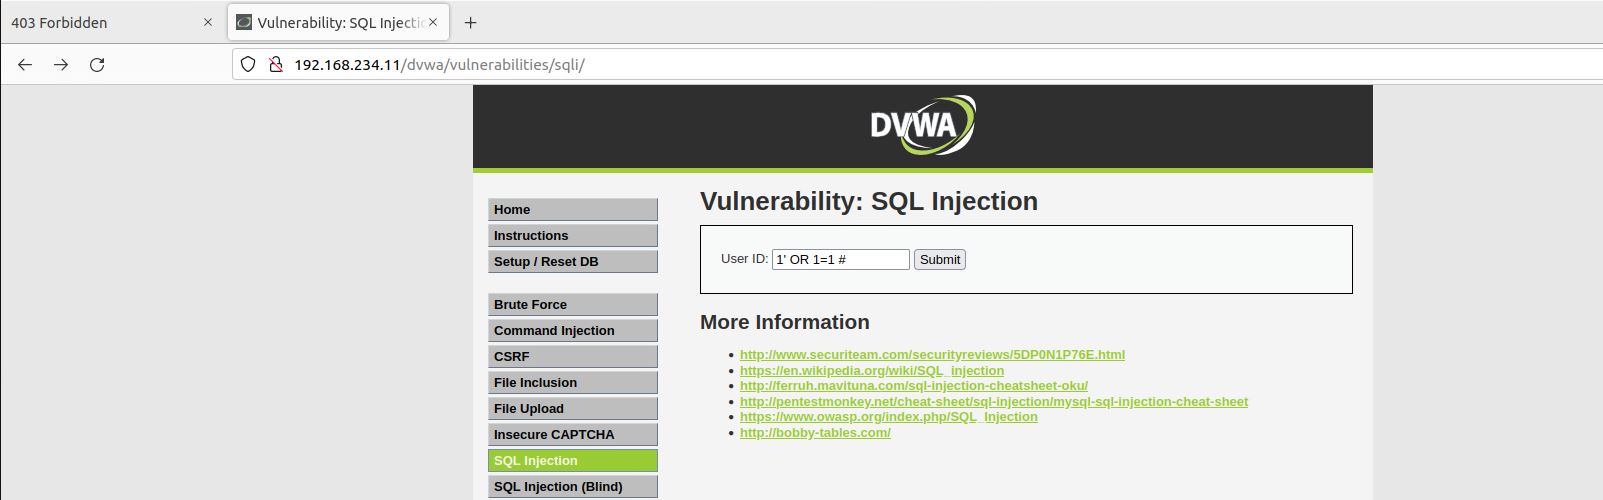 403 Forbidden
Vulnerability: SQL Injectio
192.168.234.11/dvwa/vulnerabilities/sqli/
DVWA
Home
Instructions
Setup / Reset DB
Brute Force
Command Injection
CSRF
File Inclusion
File Upload
Insecure CAPTCHA
SQL Injection
SQL Injection (Blind)
Vulnerability: SQL Injection
User ID: 1' OR 1=1 # Submit
More Information
http://www.securiteam.com/securityreviews/5DP0N1P76E.html
https://en.wikipedia.org/wiki/SQL_injection
http://ferruh.mavituna.com/sql-injection-cheatsheet-oku/
http://pentestmonkey.net/cheat-sheet/sql-injection/mysql-sql-injection-cheat-sheet
https://www.owasp.org/index.php/SQL_Injection
http://bobby-tables.com/